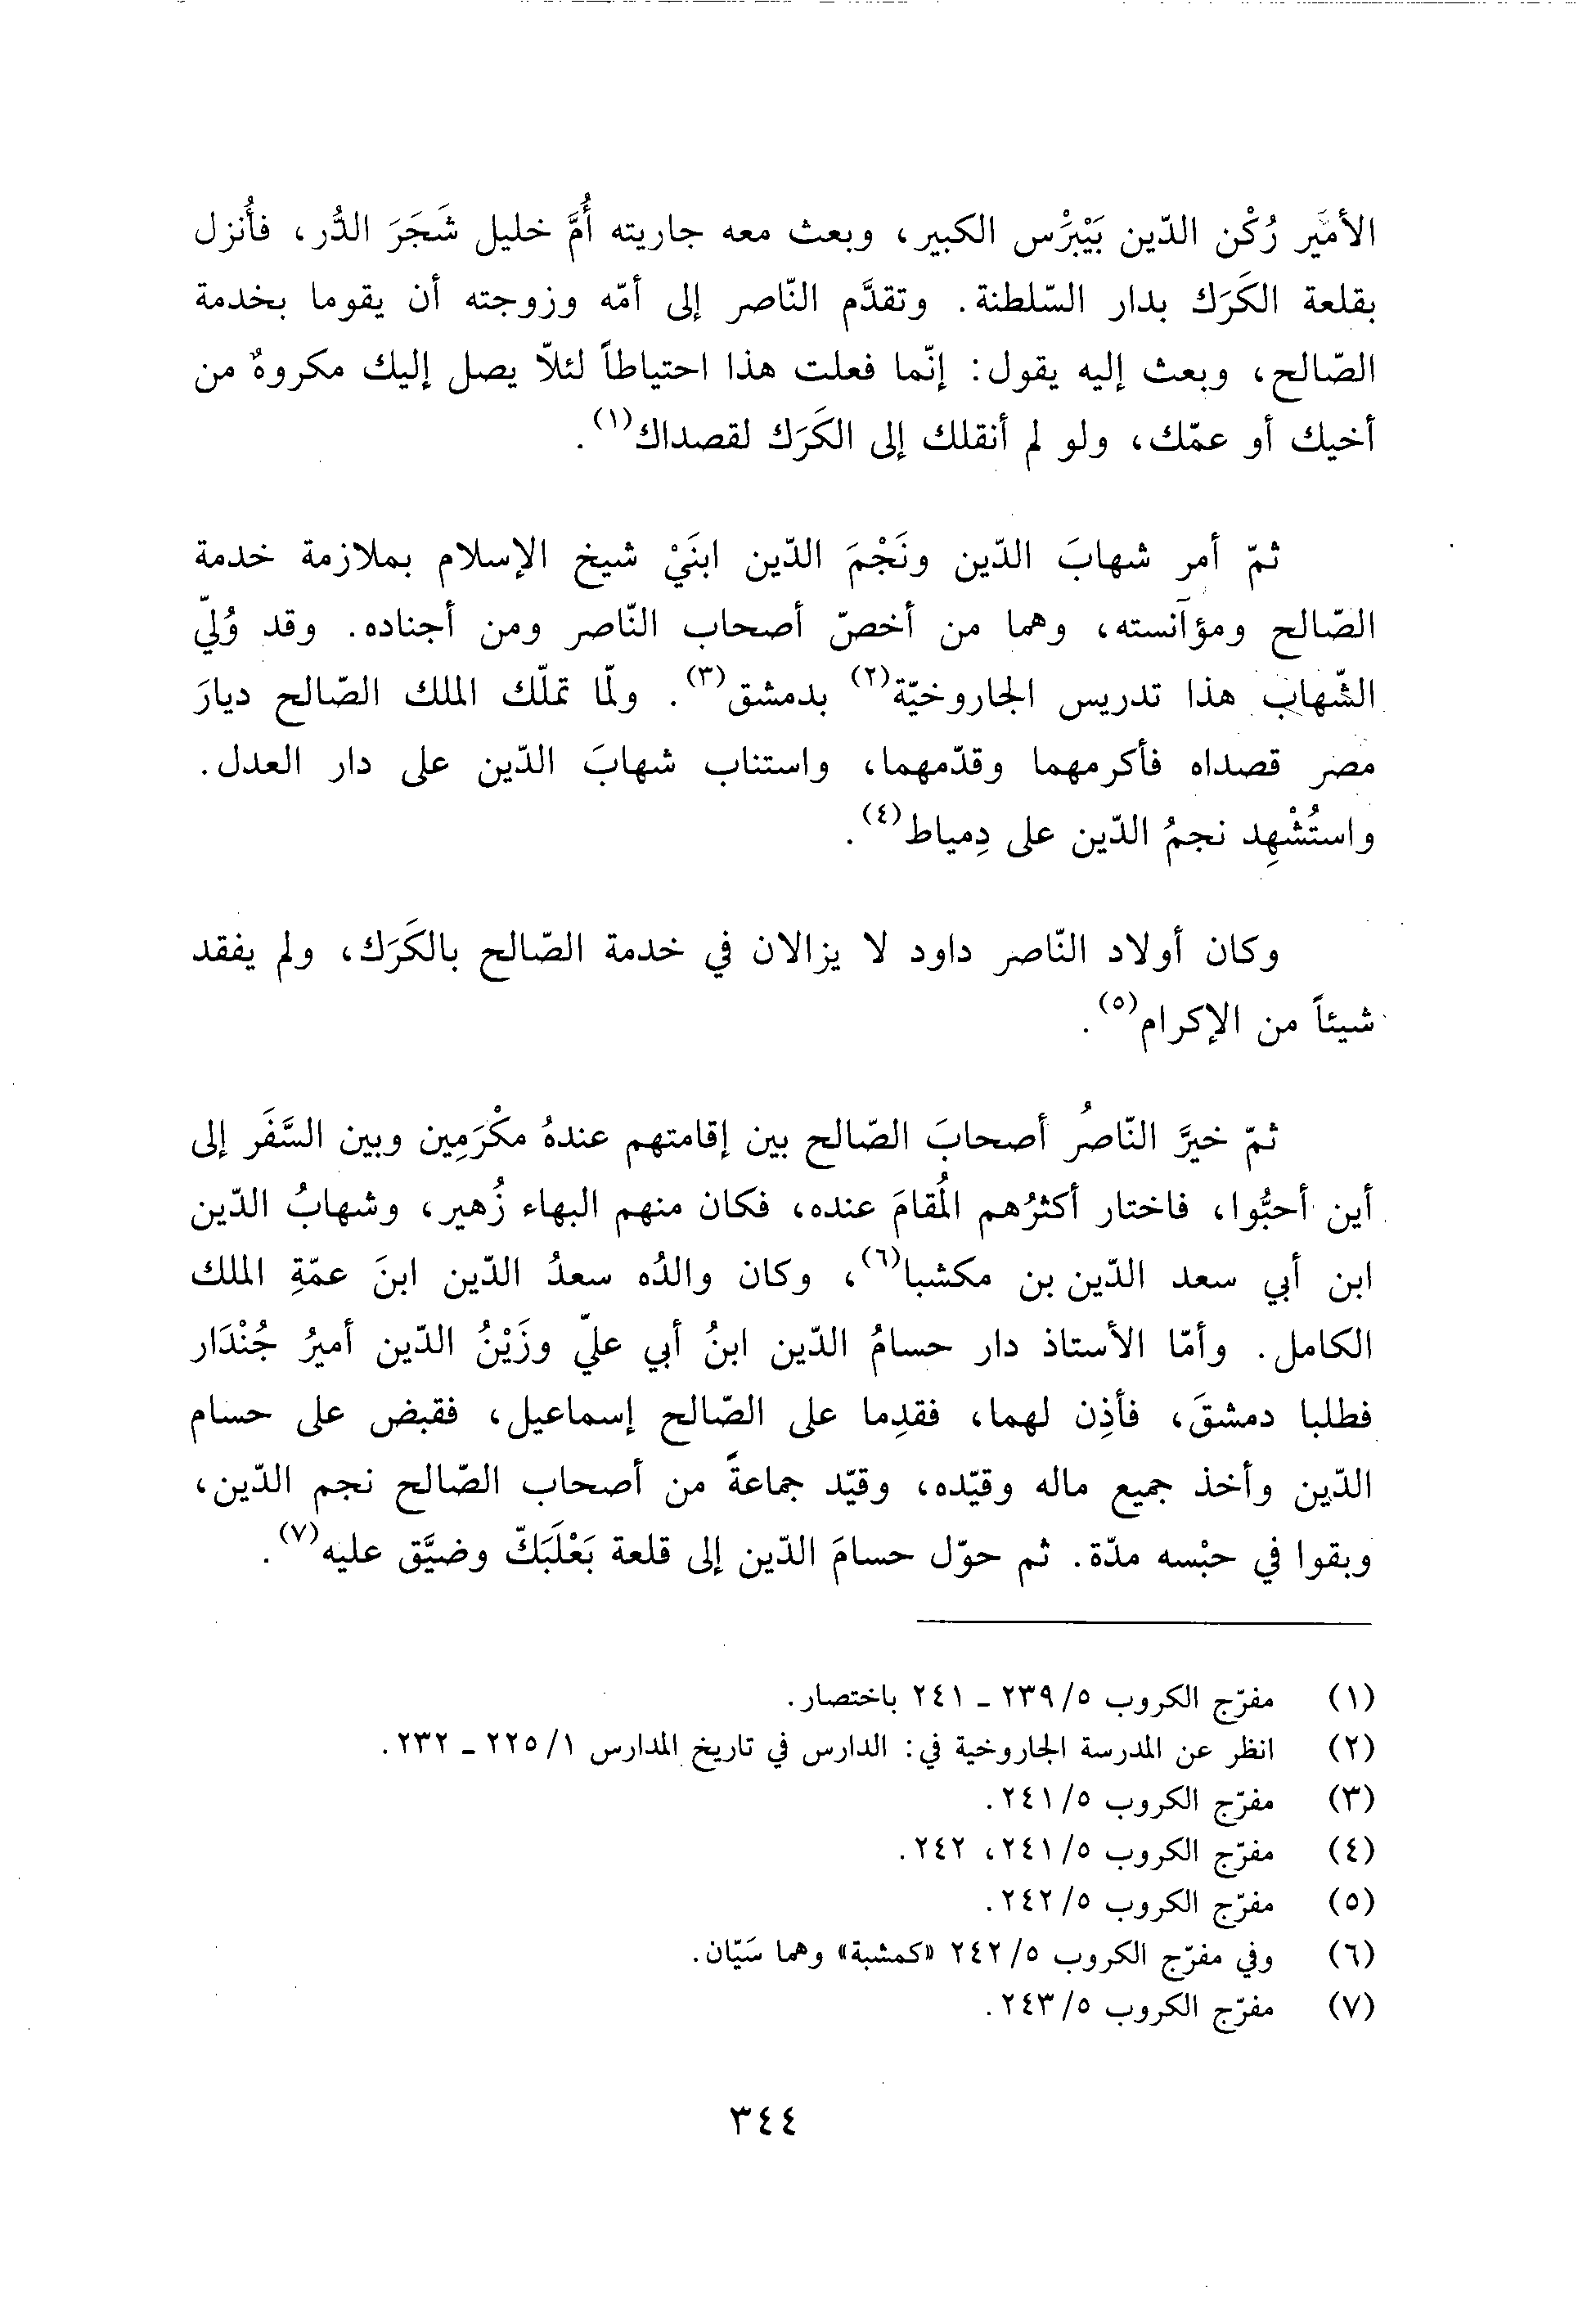 الأميَر رُكْن الدّين بَيْبَرْس الكبير، وبعث معه جاريته أُمَّ خليل شَجَرَ الدُّر، فأُنزل
بقلعة الكَرَك بدار السّلطنة. وتقدَّم النّاصر إلى أمّه وزوجته أن يقوما بخدمة
الصّالح، وبعث إليه يقول: إنّما فعلت هذا احتياطاً لئلاّ يصل إليك مكروهٌ من
أخيك أو عمّك، ولو لم أنقلك إلى الكَرَك لقصداك(١).
ثمّ أمر شهابَ الدّين ونَجْمَ الدّين ابنَيْ شيخ الإسلام بملازمة خدمة
الصّالح ومؤآنسته، وهما من أخصّ أصحاب النّاصر ومن أجناده. وقد وُلّي
الشّهاب هذا تدريس الجاروخيّة(٢) بدمشق(٣). ولمّا تملّك الملك الصّالح ديارَ
مصر قصداه فأكرمهما وقدّمهما، واستناب شهابَ الدّين على دار العدل.
واستُشْهِد نجمُ الدّين على دِمياط(٤).
وكان أولاد النّاصر داود لا يزالان في خدمة الصّالح بالكَرَك، ولم يفقد
شيئاً من الإكرام(٥).
ثمّ خيرَّ النّاصرُ أصحابَ الصّالح بين إقامتهم عندهُ مكْرَمِين وبين السَّفَر إلى
أين أحبُّوا، فاختار أكثرُهم المُقامَ عنده، فكان منهم البهاء زُهير، وشهابُ الدّين
ابن أبي سعد الدّين بن مكشبا(٦)، وكان والدُه سعدُ الدّين ابنَ عمّةِ الملك
الكامل. وأمّا الأستاذ دار حسامُ الدّين ابنُ أبي عليّ وزَيْنُ الدّين أميرُ جُنْدَار
فطلبا دمشقَ، فأذِن لهما، فقدِما على الصّالح إسماعيل، فقبض على حسام
الدّين وأخذ جميع ماله وقيّده، وقيّد جماعةً من أصحاب الصّالح نجم الدّين،
وبقوا في حبْسه مدّة. ثم حوّل حسامَ الدّين إلى قلعة بَعْلَبَكّ وضيَّق عليه(٧).
(١) مفرّج الكروب ٥/ ٢٣٩ ـ ٢٤١ باختصار.
(٢) انظر عن المدرسة الجاروخية في: الدارس في تاريخ المدارس ١/ ٢٢٥ ـ ٢٣٢.
(٣) مفرّج الكروب ٥/ ٢٤١.
(٤) مفرّج الكروب ٥/ ٢٤١، ٢٤٢.
(٥) مفرّج الكروب ٥/ ٢٤٢.
(٦) وفي مفرّج الكروب ٥/ ٢٤٢ «كمشبة» وهما سَيّان.
(٧) مفرّج الكروب ٥/ ٢٤٣.
٣٤٤